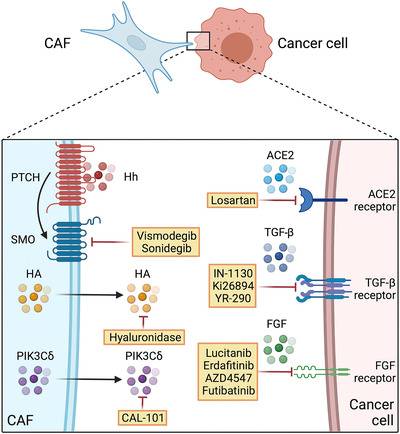 CAF
Cancer cell
PTCH
Hh
SMO
Vismodegib
Sonidegib
HA
HA
Hyaluronidase
PIK3Cδ
PIK3Cδ
CAL-101
CAF
ACE2
Losartan
ACE2
receptor
TGF-β
IN-1130
Ki26894
YR-290
TGF-β
receptor
FGF
Lucitanib
Erdafitinib
AZD4547
Futibatinib
FGF
receptor
Cancer
cell